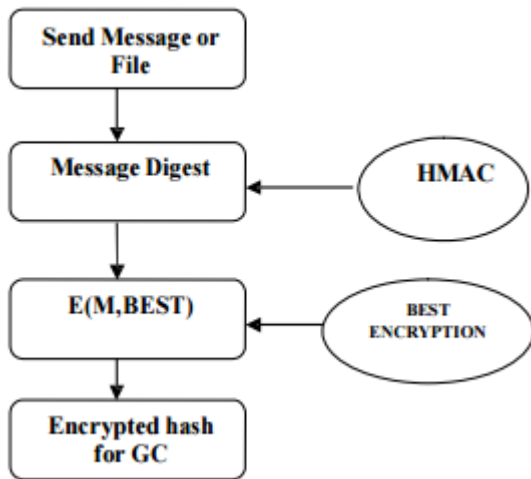 Send Message or
File
Message Digest
HMAC
E(M,BEST)
BEST
ENCRYPTION
Encrypted hash
for GC